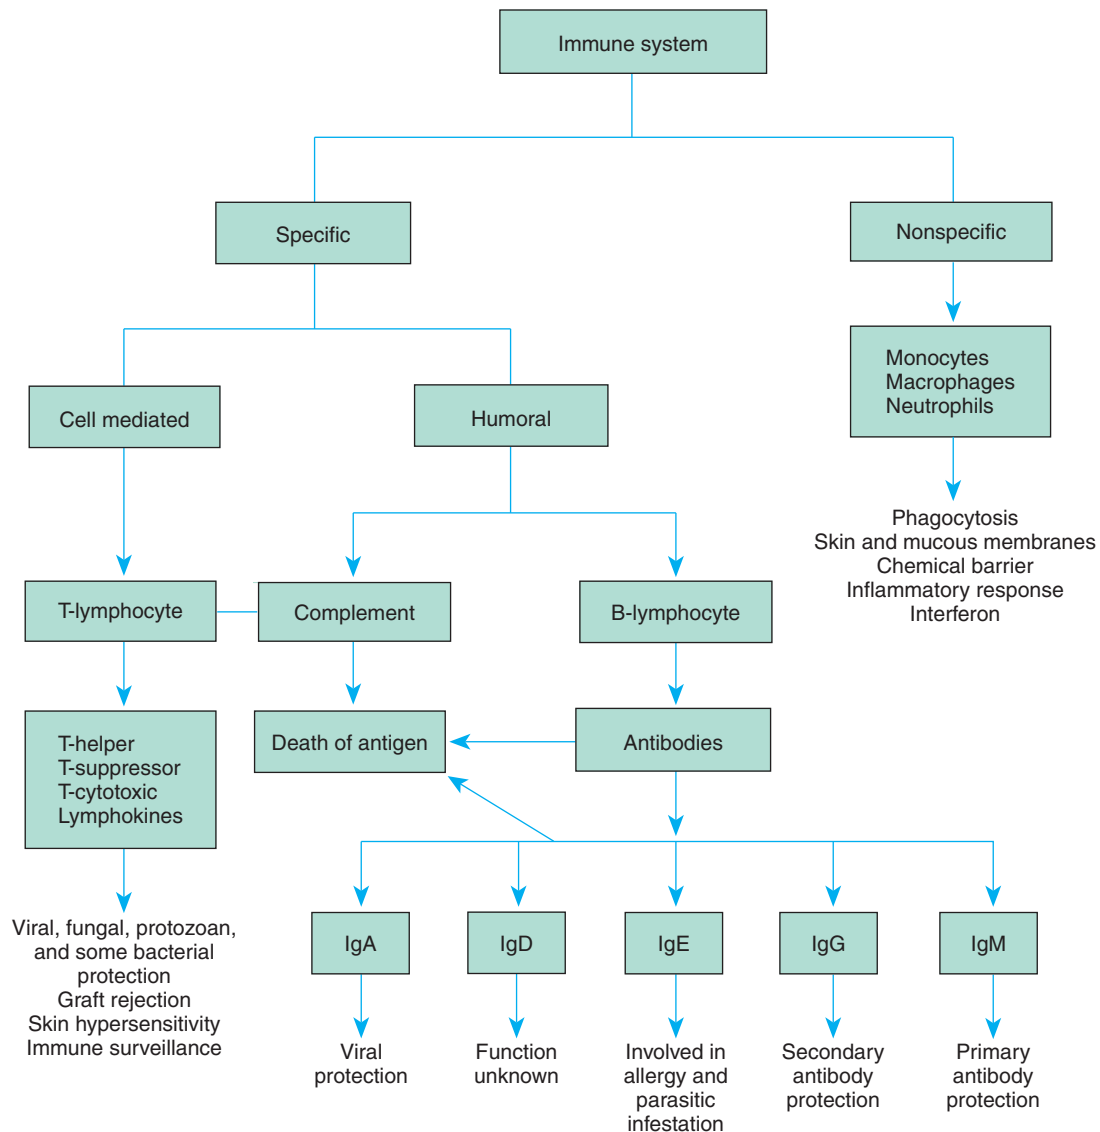 Immune system
Specific
Nonspecific
Monocytes
Macrophages
Neutrophils
Cell mediated
Humoral
Phagocytosis
Skin and mucous membranes
Chemical barrier
Inflammatory response
Interferon
T-lymphocyte
Complement
B-lymphocyte
T-helper
T-suppressor
T-cytotoxic
Lymphokines
Death of antigen
Antibodies
Viral, fungal, protozoan,
and some bacterial
protection
Graft rejection
Skin hypersensitivity
Immune surveillance
IgA
IgD
IgE
IgG
IgM
Viral
protection
Function
unknown
Involved in
allergy and
parasitic
infestation
Secondary
antibody
protection
Primary
antibody
protection